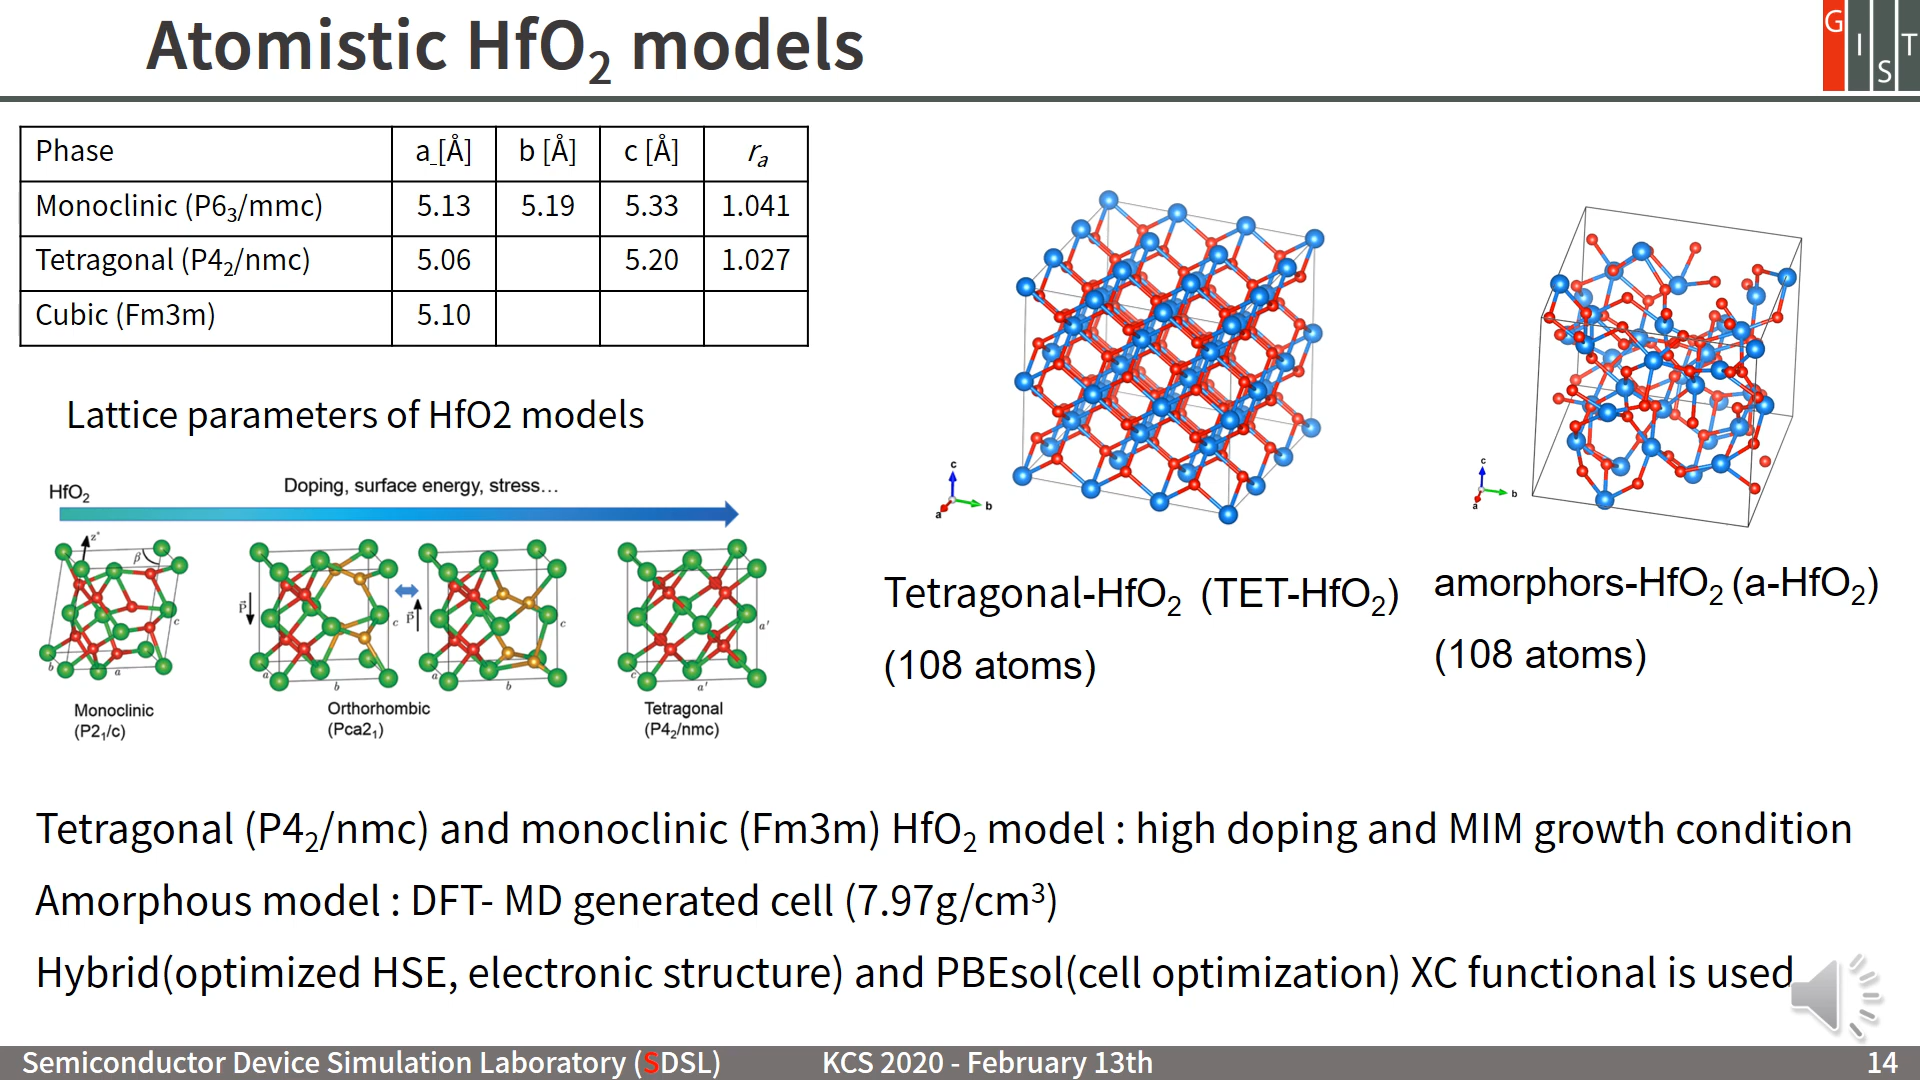 Atomistic HfO₂ models
G I S T
Phase a [Å] b [Å] c [Å] rₐ
Monoclinic (P6₃/mmc) 5.13 5.19 5.33 1.041
Tetragonal (P4₂/nmc) 5.06 5.20 1.027
Cubic (Fm3m) 5.10
Lattice parameters of HfO2 models
HfO₂
Doping, surface energy, stress...
z* β c b a
P c a b
P c a b
a' c a'
Monoclinic
(P2₁/c)
Orthorhombic
(Pca2₁)
Tetragonal
(P4₂/nmc)
c
b
a
c
b
a
Tetragonal-HfO₂ (TET-HfO₂)
(108 atoms)
amorphors-HfO₂ (a-HfO₂)
(108 atoms)
Tetragonal (P4₂/nmc) and monoclinic (Fm3m) HfO₂ model : high doping and MIM growth condition
Amorphous model : DFT- MD generated cell (7.97g/cm³)
Hybrid(optimized HSE, electronic structure) and PBEsol(cell optimization) XC functional is used
Semiconductor Device Simulation Laboratory (SDSL) KCS 2020 - February 13th 14